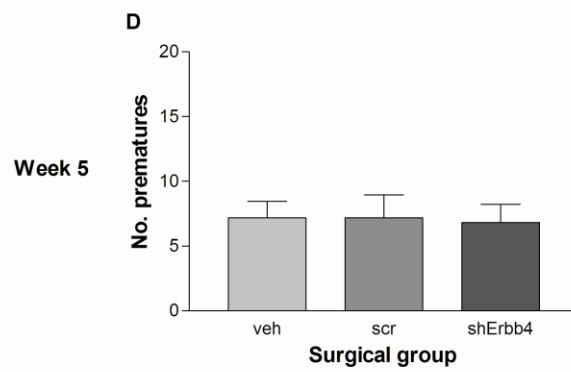 D
Week 5
No. prematures
20
15
10
5
0
veh scr shErbb4
Surgical group